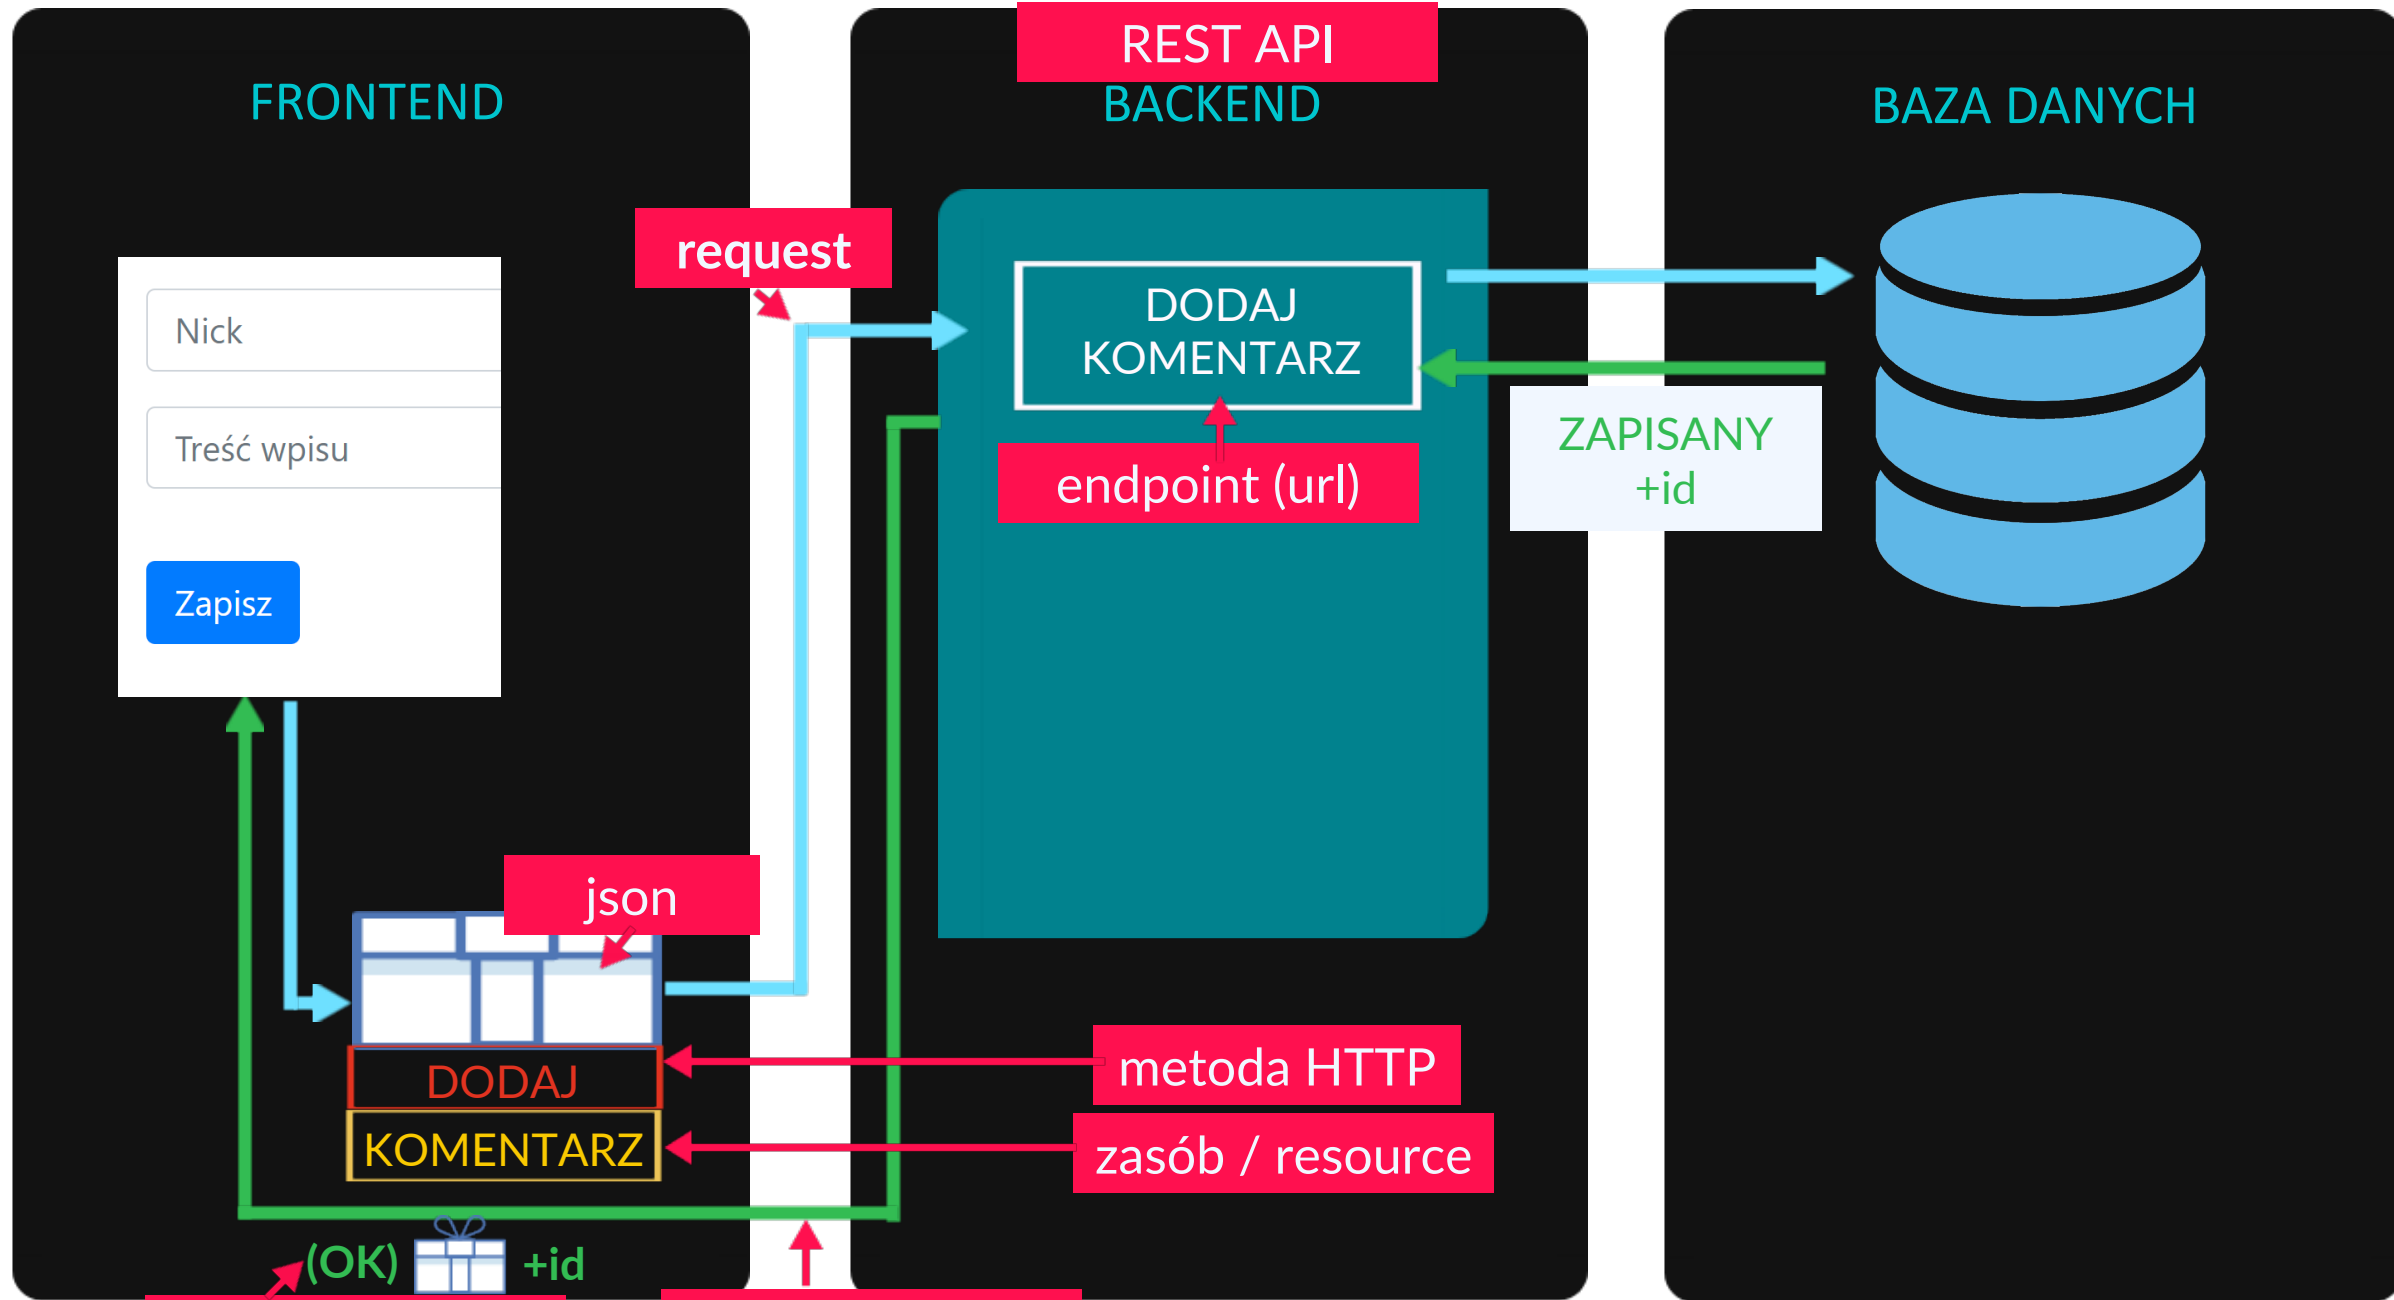 REST API
FRONTEND
BACKEND
BAZA DANYCH
request
Nick
Treść wpisu
Zapisz
DODAJ
KOMENTARZ
endpoint (url)
ZAPISANY
+id
json
DODAJ
KOMENTARZ
metoda HTTP
zasób / resource
(OK)
+id